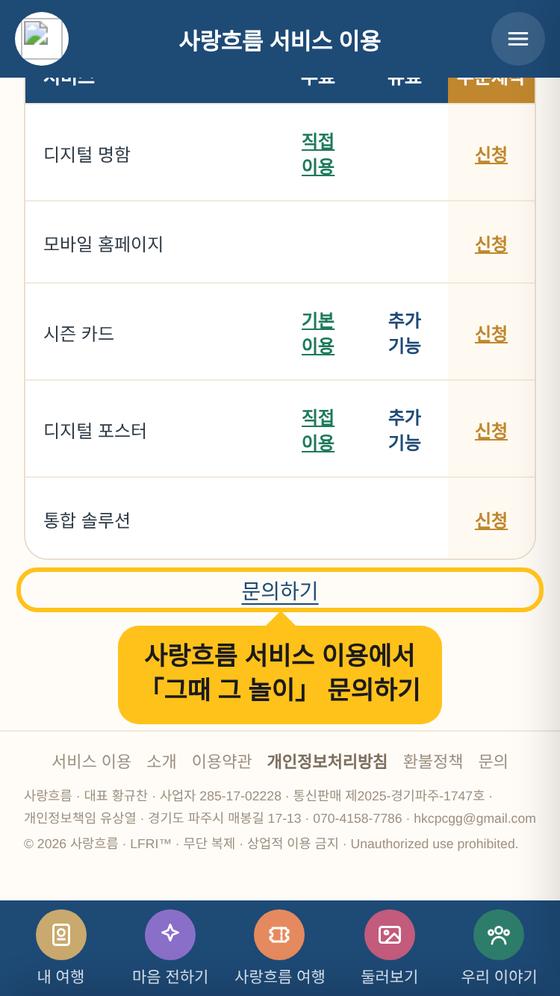 사랑흐름 서비스 이용
서비스 무료 유료 주문제작
디지털 명함 직접 이용 신청
모바일 홈페이지 신청
시즌 카드 기본 이용 추가 기능 신청
디지털 포스터 직접 이용 추가 기능 신청
통합 솔루션 신청
문의하기
사랑흐름 서비스 이용에서
「그때 그 놀이」 문의하기
서비스 이용 소개 이용약관 개인정보처리방침 환불정책 문의
사랑흐름 · 대표 황규찬 · 사업자 285-17-02228 · 통신판매 제2025-경기파주-1747호 ·
개인정보책임 유상열 · 경기도 파주시 매봉길 17-13 · 070-4158-7786 · hkcpcgg@gmail.com
© 2026 사랑흐름 · LFRI™ · 무단 복제 · 상업적 이용 금지 · Unauthorized use prohibited.
내 여행 마음 전하기 사랑흐름 여행 둘러보기 우리 이야기